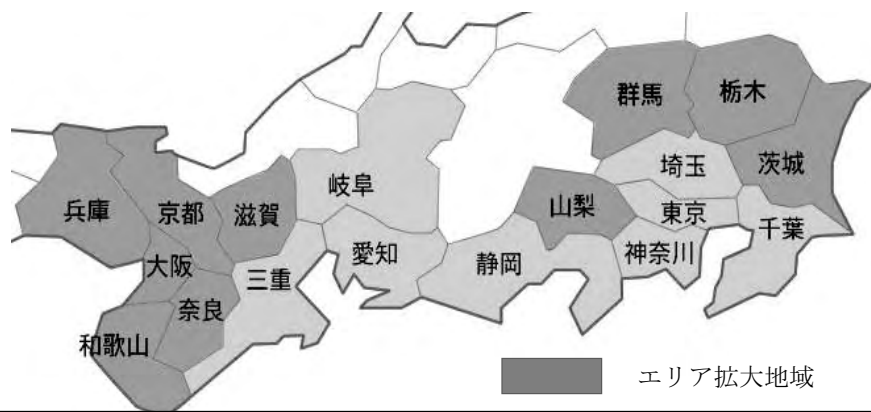 群馬
栃木
埼玉
茨城
岐阜
兵庫
京都
滋賀
山梨
東京
千葉
愛知
静岡
神奈川
大阪
三重
奈良
和歌山
エリア拡大地域